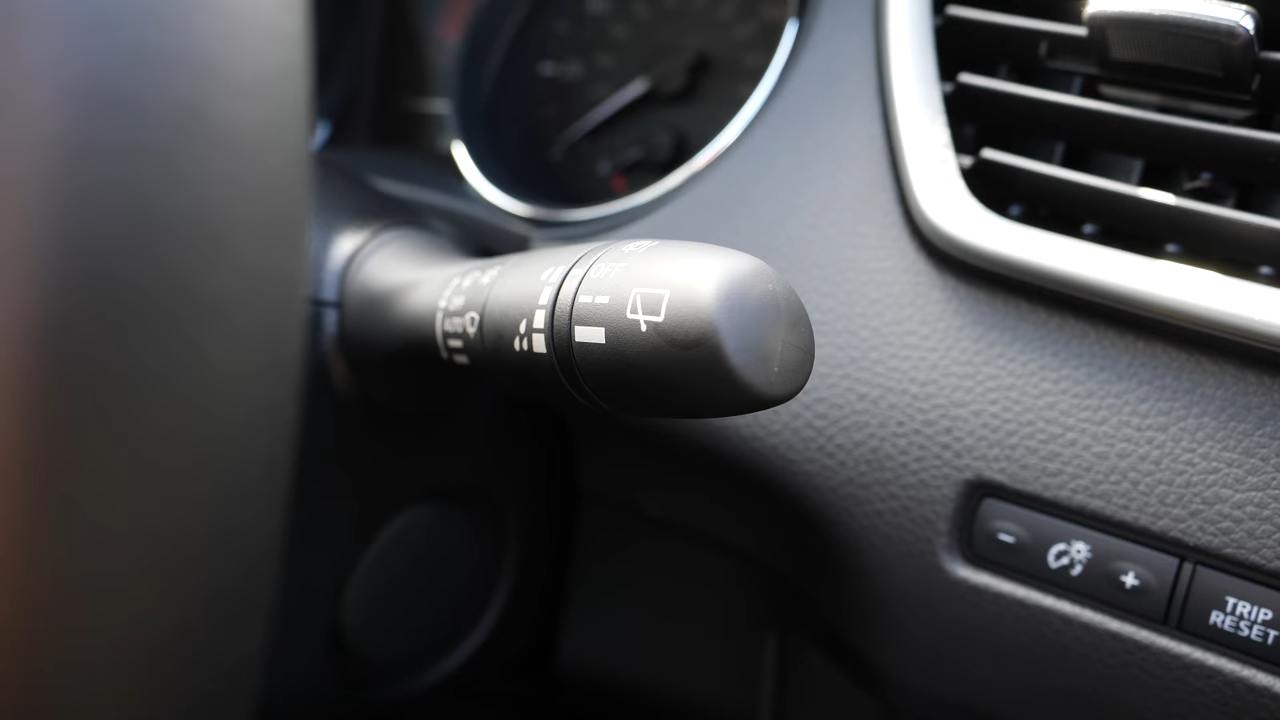 OFF
AUTO
- +
TRIP
RESET